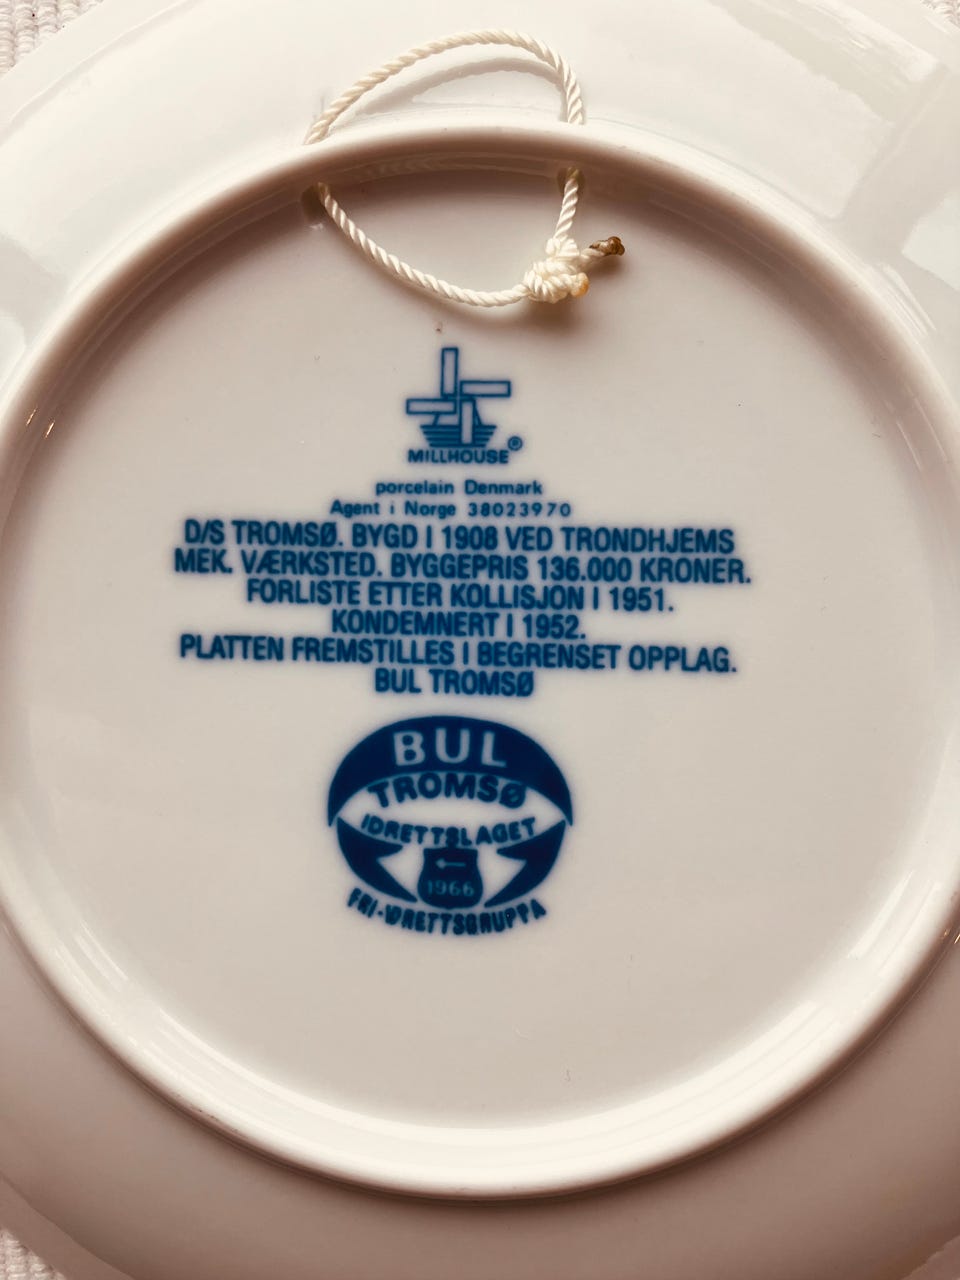 MILLHOUSE®
porcelain Denmark
Agent i Norge 38023970
D/S TROMSØ. BYGD I 1908 VED TRONDHJEMS
MEK. VÆRKSTED. BYGGEPRIS 136.000 KRONER.
FORLISTE ETTER KOLLISJON I 1951.
KONDEMNERT I 1952.
PLATTEN FREMSTILLES I BEGRENSET OPPLAG.
BUL TROMSØ
BUL
TROMSØ
IDRETTSLAGET
1966
FRI-IDRETTSGRUPPA